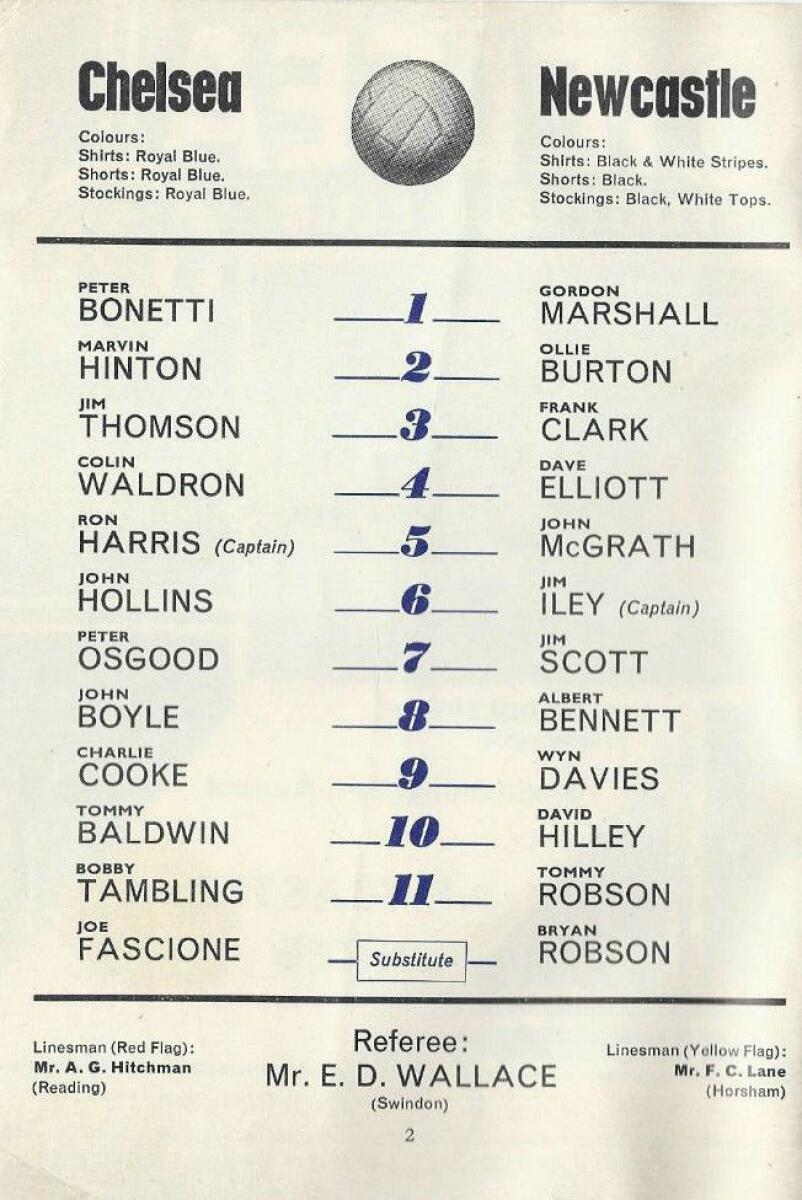 Chelsea
Colours:
Shirts: Royal Blue.
Shorts: Royal Blue.
Stockings: Royal Blue.
Newcastle
Colours:
Shirts: Black & White Stripes.
Shorts: Black.
Stockings: Black, White Tops.
PETER
BONETTI
1
GORDON
MARSHALL
MARVIN
HINTON
2
OLLIE
BURTON
JIM
THOMSON
3
FRANK
CLARK
COLIN
WALDRON
4
DAVE
ELLIOTT
RON
HARRIS (Captain)
5
JOHN
McGRATH
JOHN
HOLLINS
6
JIM
ILEY (Captain)
PETER
OSGOOD
7
JIM
SCOTT
JOHN
BOYLE
8
ALBERT
BENNETT
CHARLIE
COOKE
9
WYN
DAVIES
TOMMY
BALDWIN
10
DAVID
HILLEY
BOBBY
TAMBLING
11
TOMMY
ROBSON
JOE
FASCIONE
Substitute
BRYAN
ROBSON
Linesman (Red Flag):
Mr. A. G. Hitchman
(Reading)
Referee:
Mr. E. D. WALLACE
(Swindon)
Linesman (Yellow Flag):
Mr. F. C. Lane
(Horsham)
2